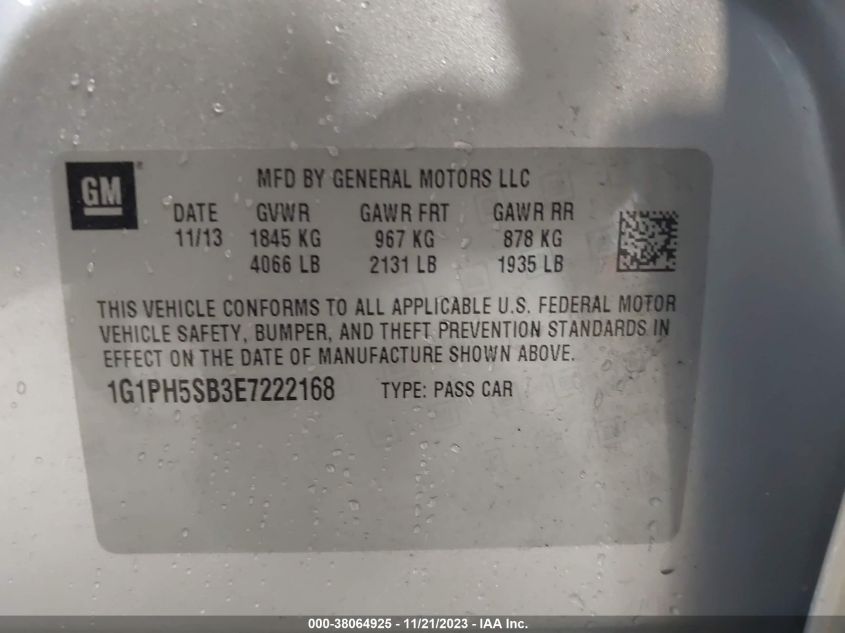 GM ®
MFD BY GENERAL MOTORS LLC
DATE GVWR GAWR FRT GAWR RR
11/13 1845 KG 967 KG 878 KG
4066 LB 2131 LB 1935 LB
THIS VEHICLE CONFORMS TO ALL APPLICABLE U.S. FEDERAL MOTOR
VEHICLE SAFETY, BUMPER, AND THEFT PREVENTION STANDARDS IN
EFFECT ON THE DATE OF MANUFACTURE SHOWN ABOVE.
1G1PH5SB3E7222168 TYPE: PASS CAR
000-38064925 - 11/21/2023 - IAA Inc.